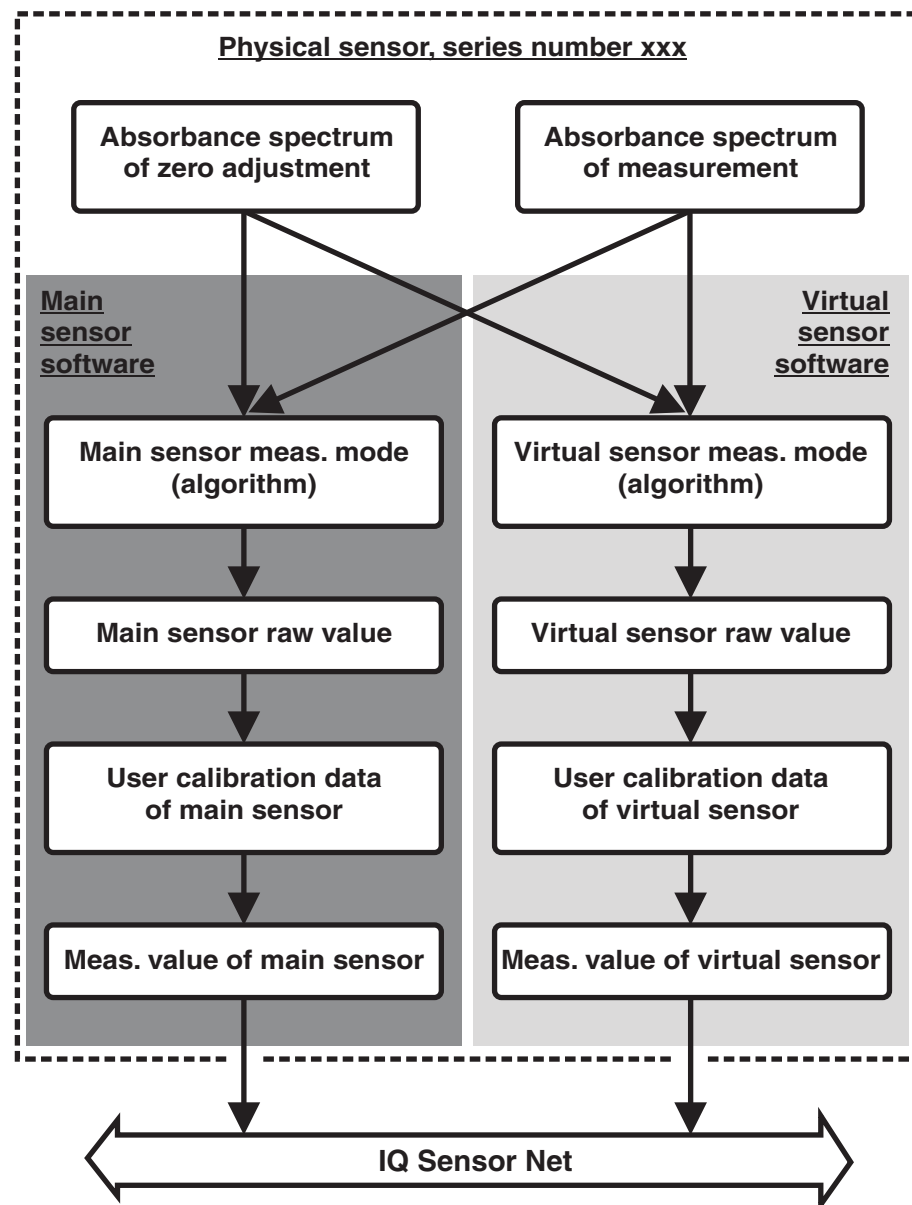 Physical sensor, series number xxx
Absorbance spectrum
of zero adjustment
Absorbance spectrum
of measurement
Main
sensor
software
Virtual
sensor
software
Main sensor meas. mode
(algorithm)
Virtual sensor meas. mode
(algorithm)
Main sensor raw value
Virtual sensor raw value
User calibration data
of main sensor
User calibration data
of virtual sensor
Meas. value of main sensor
Meas. value of virtual sensor
IQ Sensor Net